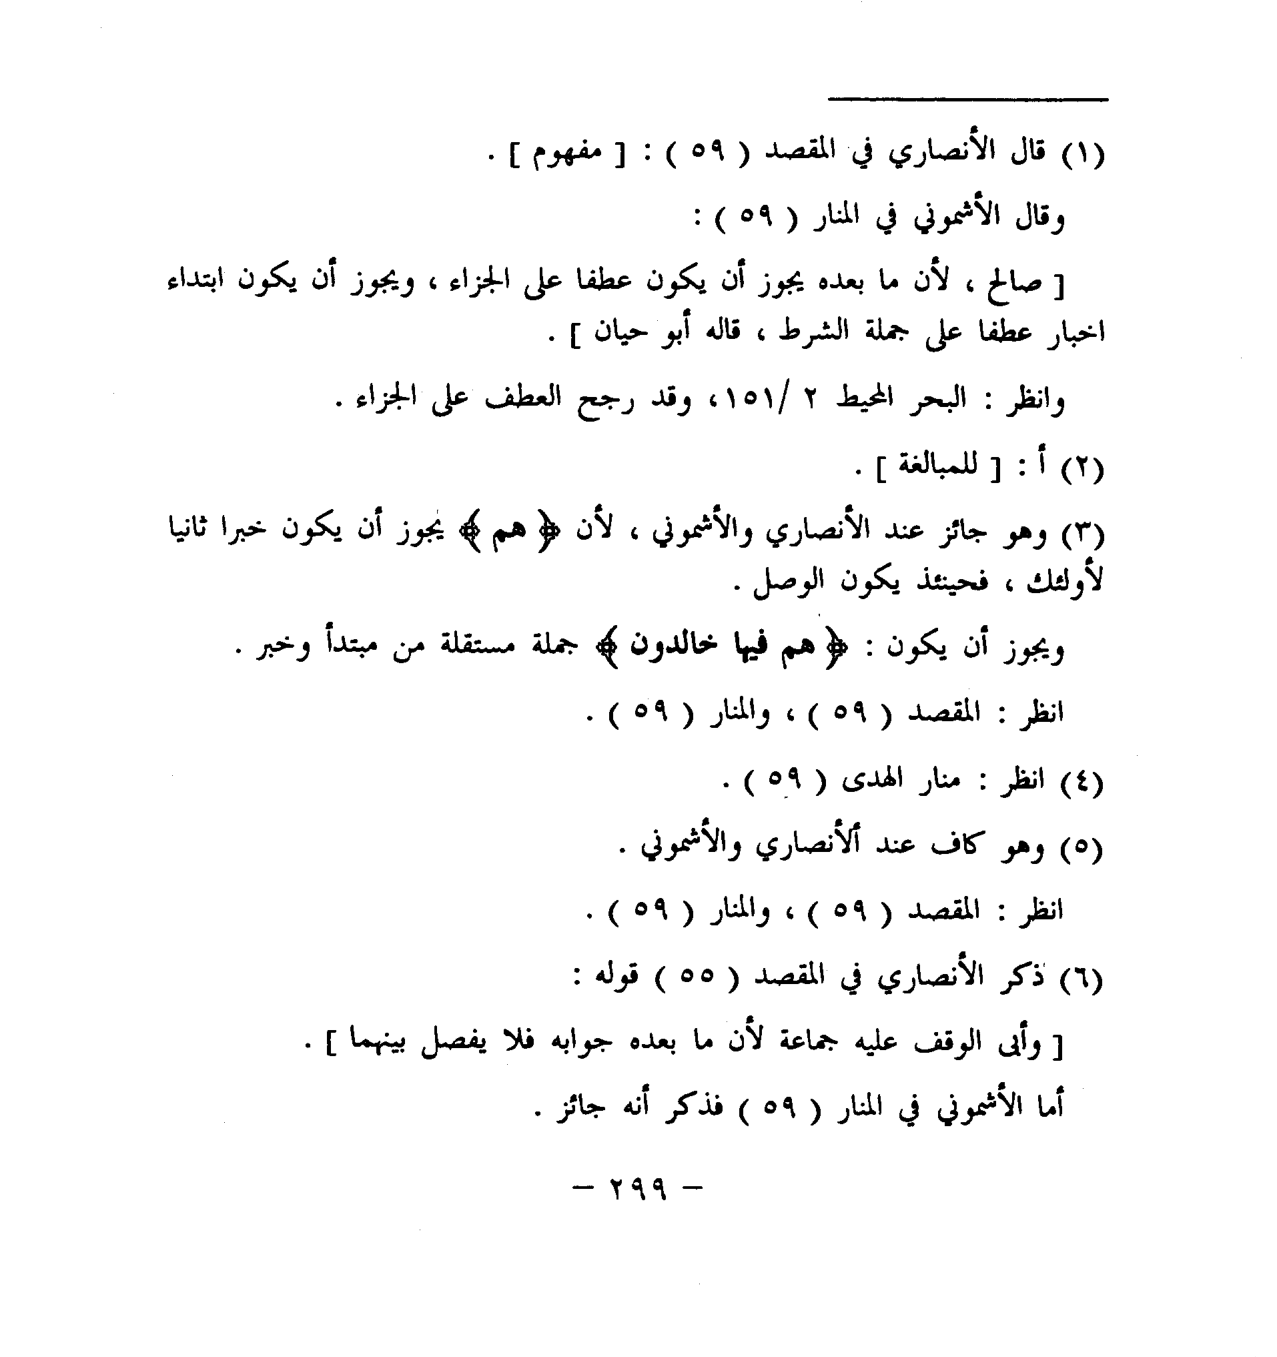 (١) قال الأنصاري في المقصد ( ٥٩ ) : [ مفهوم ] .
وقال الأشموني في المنار ( ٥٩ ) :
[ صالح ، لأن ما بعده يجوز أن يكون عطفا على الجزاء ، ويجوز أن يكون ابتداء
اخبار عطفا على جملة الشرط ، قاله أبو حيان ] .
وانظر : البحر المحيط ٢ /١٥١، وقد رجح العطف على الجزاء .
(٢) أ : [ للمبالغة ] .
(٣) وهو جائز عند الأنصاري والأشموني ، لأن ﴿ هم ﴾ يجوز أن يكون خبرا ثانيا
لأولئك ، فحينئذ يكون الوصل .
ويجوز أن يكون : ﴿ هم فيها خالدون ﴾ جملة مستقلة من مبتدأ وخبر .
انظر : المقصد ( ٥٩ ) ، والمنار ( ٥٩ ) .
(٤) انظر : منار الهدى ( ٥٩ ) .
(٥) وهو كاف عند ألأنصاري والأشموني .
انظر : المقصد ( ٥٩ ) ، والمنار ( ٥٩ ) .
(٦) ذكر الأنصاري في المقصد ( ٥٥ ) قوله :
[ وأبى الوقف عليه جماعة لأن ما بعده جوابه فلا يفصل بينهما ] .
أما الأشموني في المنار ( ٥٩ ) فذكر أنه جائز .
– ٢٩٩ –